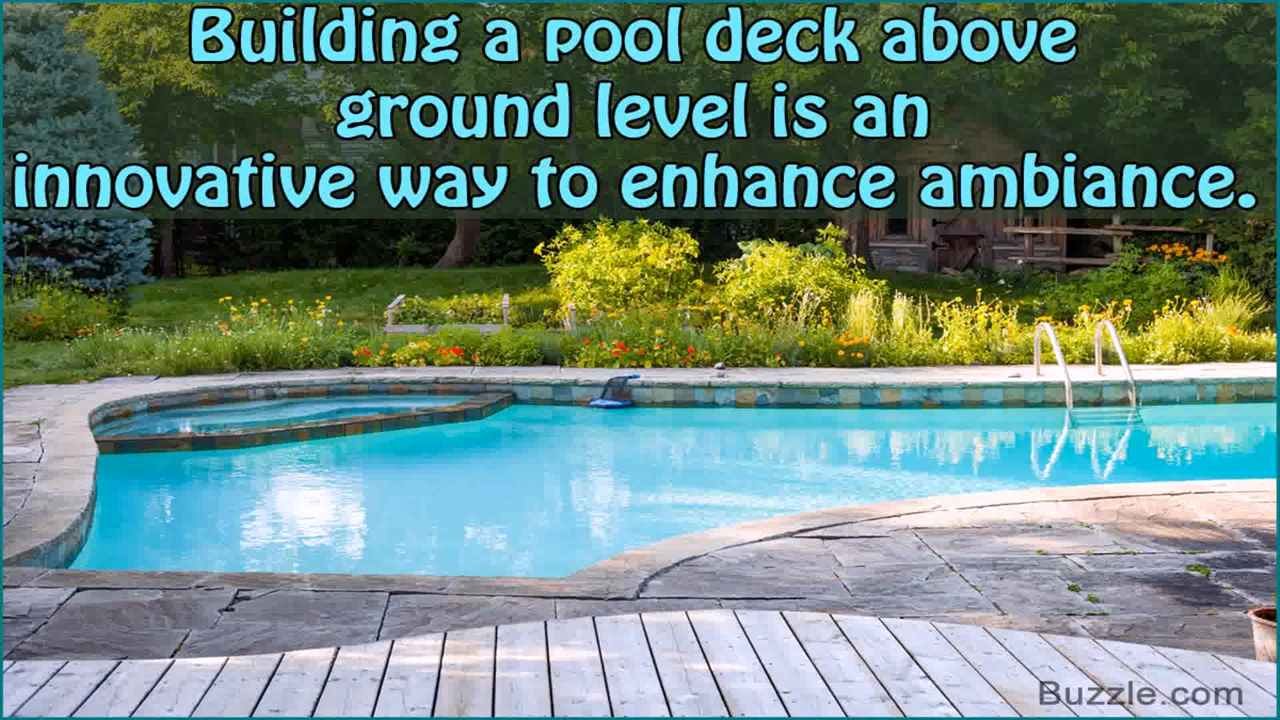 Building a pool deck above
ground level is an
innovative way to enhance ambiance.
Buzzle.com